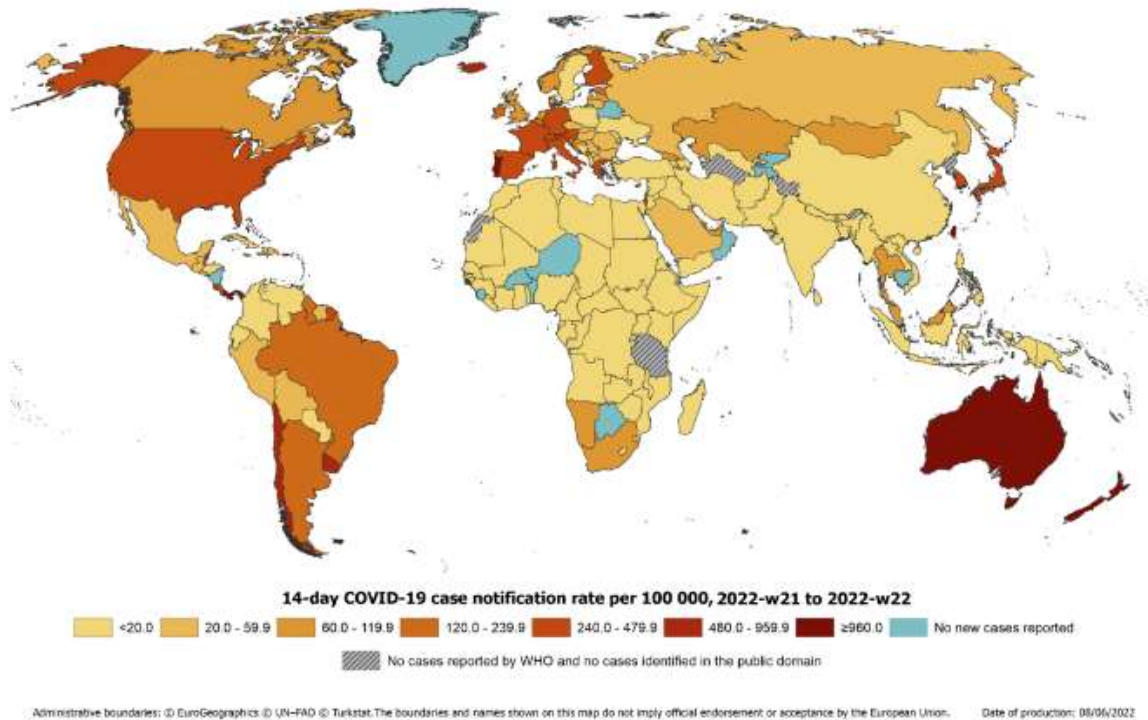 14-day COVID-19 case notification rate per 100 000, 2022-w21 to 2022-w22
<20.0 20.0 - 59.9 60.0 - 119.9 120.0 - 239.9 240.0 - 479.9 480.0 - 959.9 ≥960.0 No new cases reported
No cases reported by WHO and no cases identified in the public domain
Administrative boundaries: © EuroGeographics © UN-FAO © Turkstat.The boundaries and names shown on this map do not imply official endorsement or acceptance by the European Union. Date of production: 08/06/2022